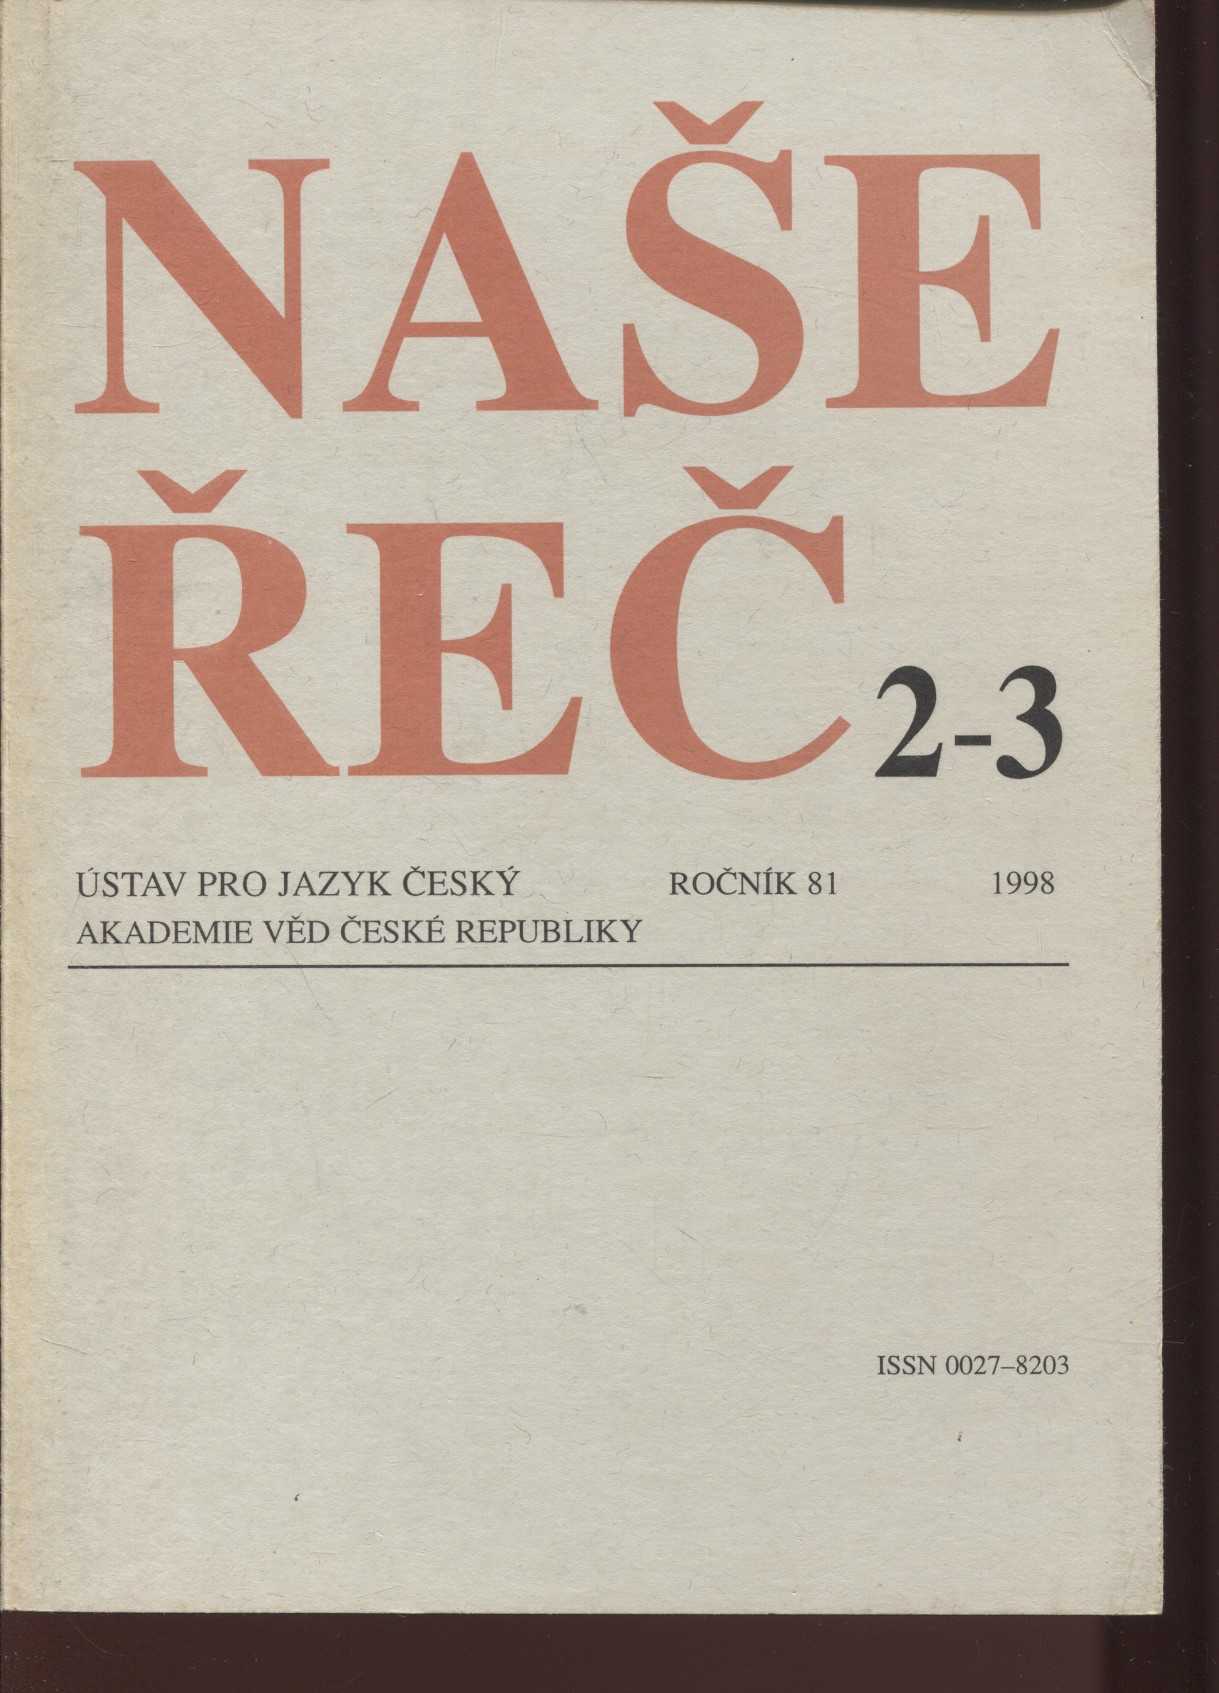 NAŠE
ŘEČ 2-3
ÚSTAV PRO JAZYK ČESKÝ ROČNÍK 81 1998
AKADEMIE VĚD ČESKÉ REPUBLIKY
ISSN 0027–8203